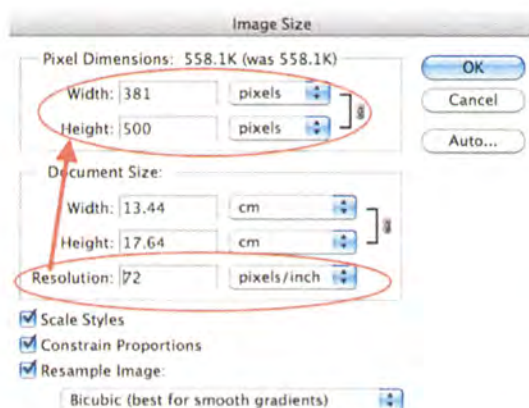 Image Size
Pixel Dimensions: 558.1K (was 558.1K)
OK
Width: 381 pixels
Cancel
Height: 500 pixels
Auto...
Document Size:
Width: 13.44 cm
Height: 17.64 cm
Resolution: 72 pixels/inch
Scale Styles
Constrain Proportions
Resample Image:
Bicubic (best for smooth gradients)